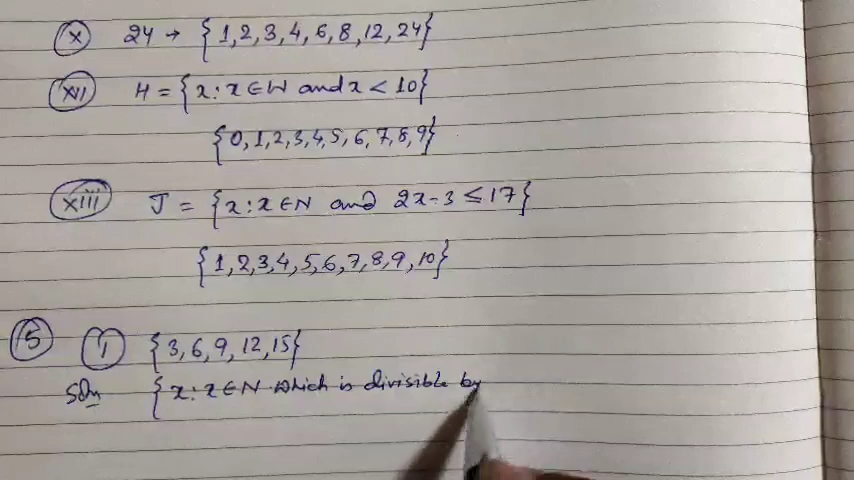 (x) 24 → {1,2,3,4,6,8,12,24}
(xii) H = {x:x∈W and x < 10}
{0,1,2,3,4,5,6,7,8,9}
(xiii) J = {x:x∈N and 2x-3 ≤ 17}
{1,2,3,4,5,6,7,8,9,10}
(5) (i) {3,6,9,12,15}
Soln {x:x∈N which is divisible by